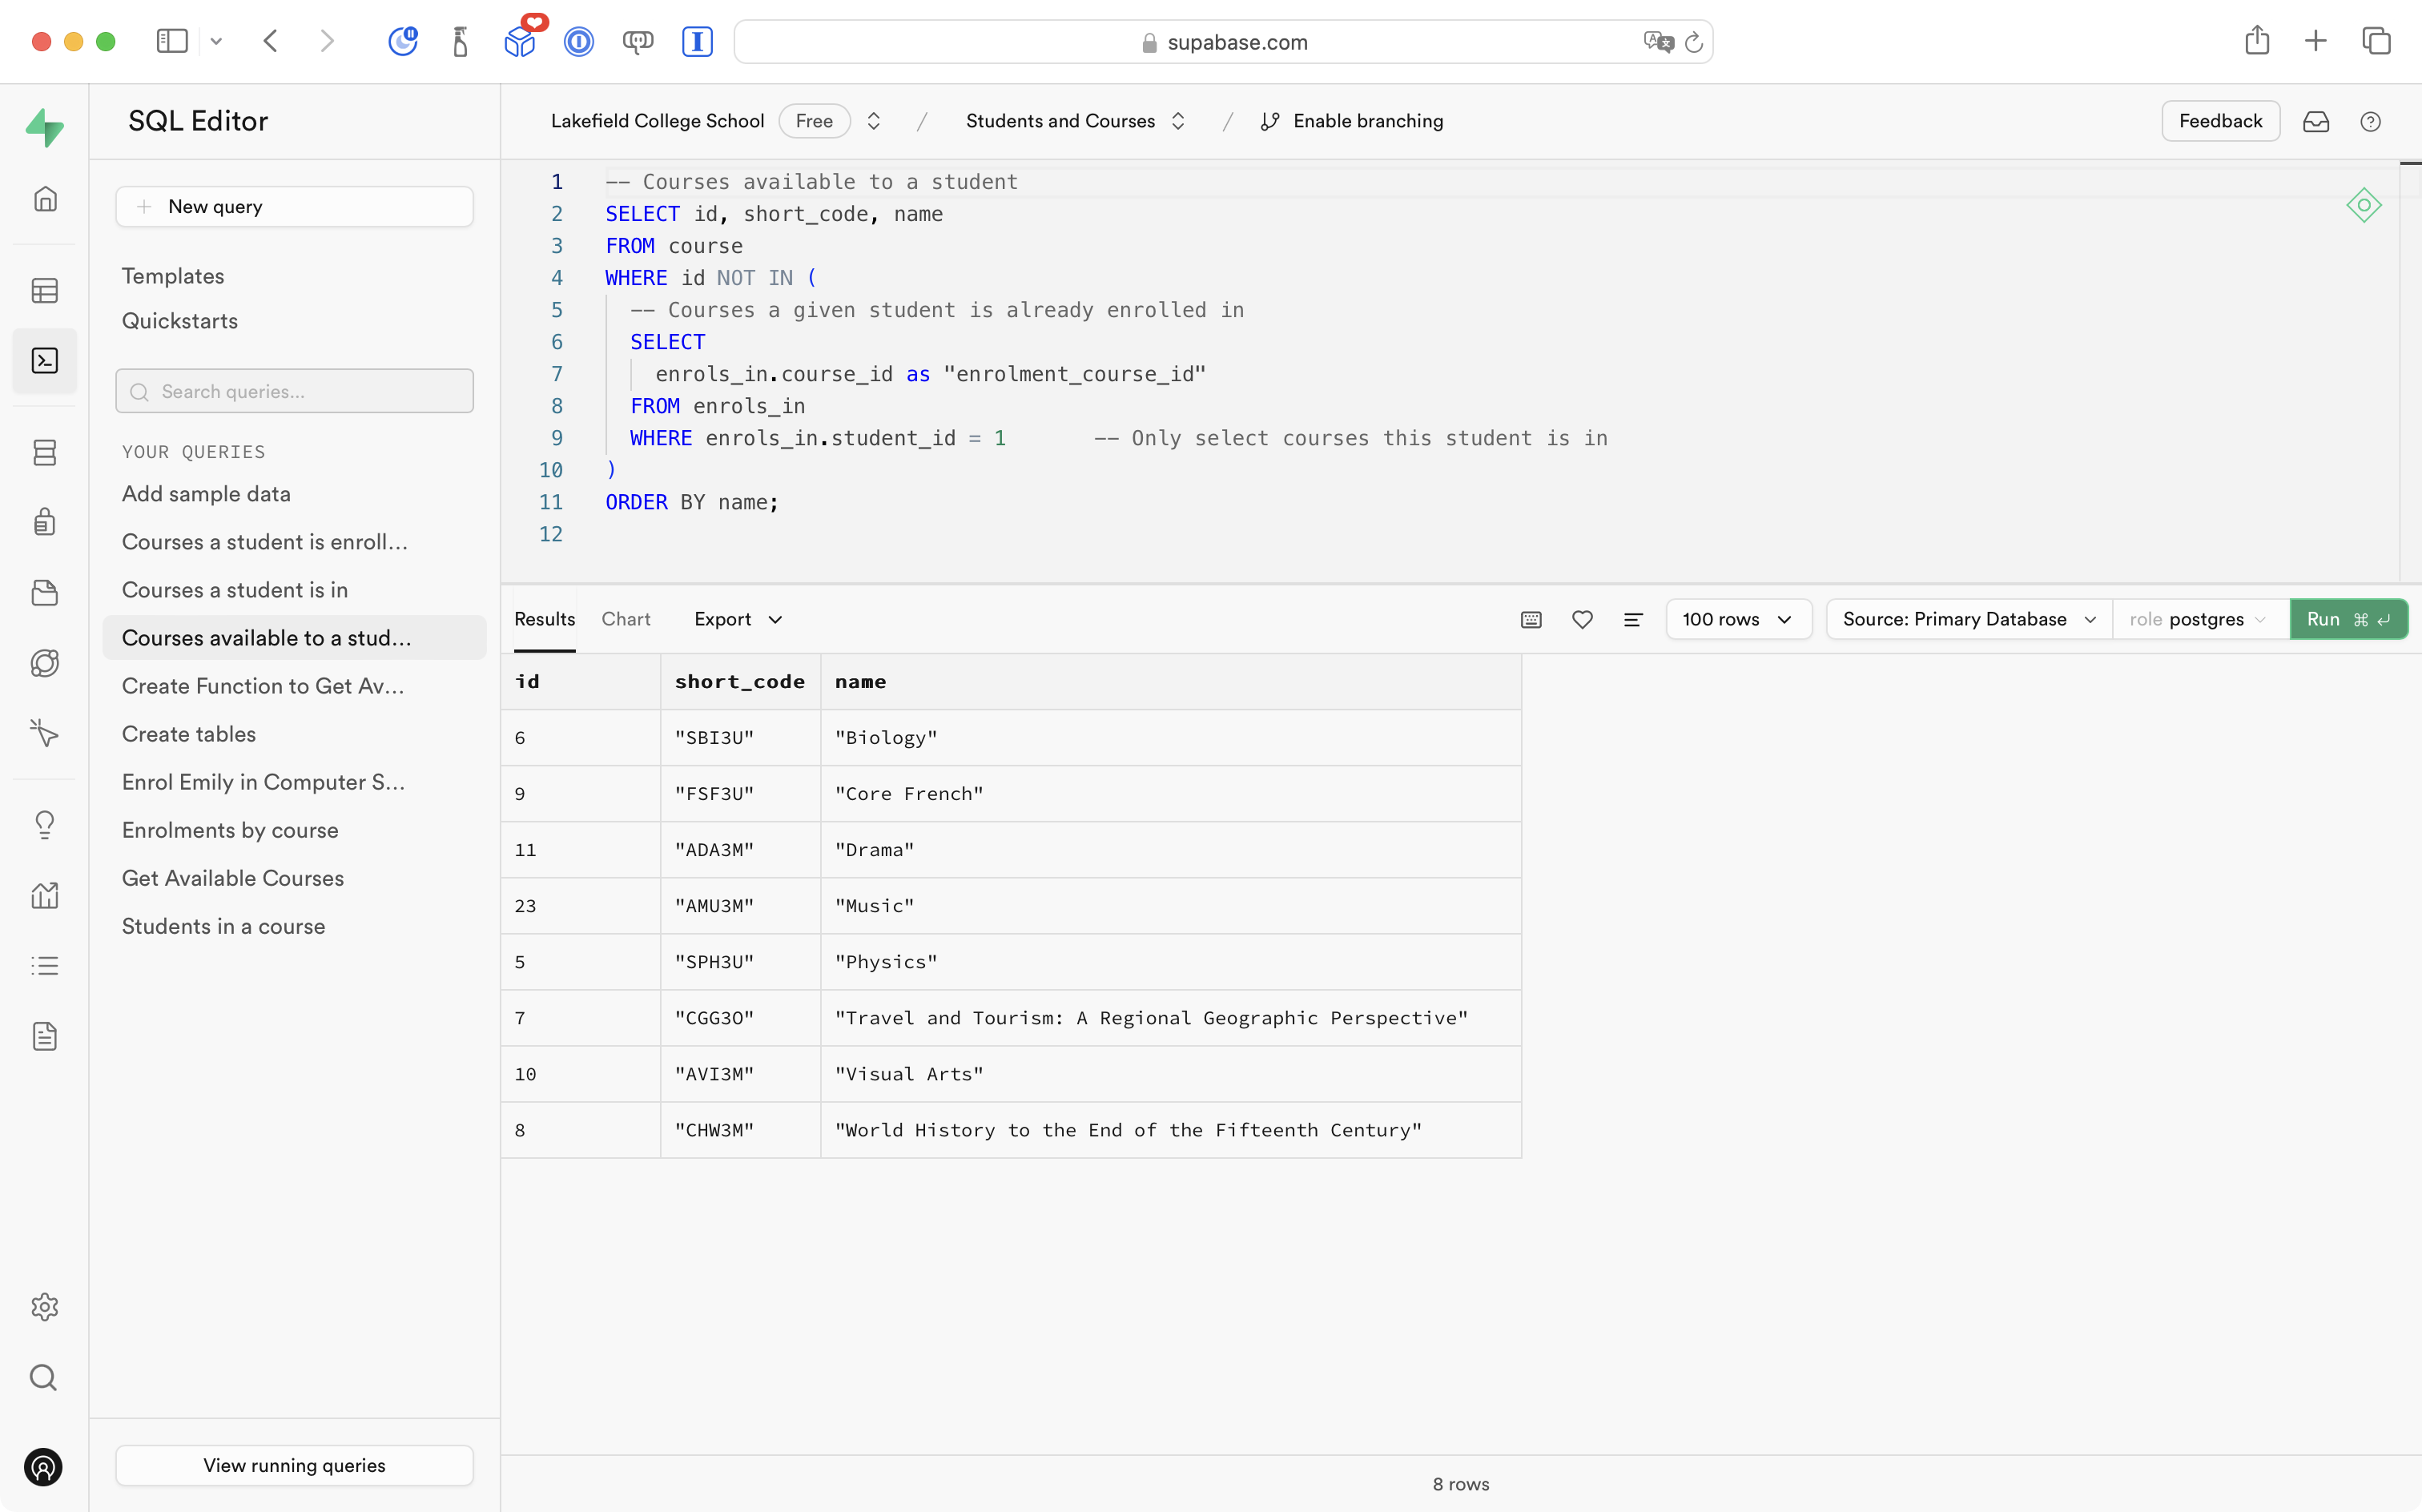 supabase.com
SQL Editor
Lakefield College School Free / Students and Courses / Enable branching
Feedback
New query
Templates
Quickstarts
Search queries...
YOUR QUERIES
Add sample data
Courses a student is enroll...
Courses a student is in
Courses available to a stud...
Create Function to Get Av...
Create tables
Enrol Emily in Computer S...
Enrolments by course
Get Available Courses
Students in a course
View running queries
1 -- Courses available to a student
2 SELECT id, short_code, name
3 FROM course
4 WHERE id NOT IN (
5 -- Courses a given student is already enrolled in
6 SELECT
7 enrols_in.course_id as "enrolment_course_id"
8 FROM enrols_in
9 WHERE enrols_in.student_id = 1 -- Only select courses this student is in
10 )
11 ORDER BY name;
12
Results Chart Export 100 rows Source: Primary Database role postgres Run ⌘ ↵
id short_code name
6 "SBI3U" "Biology"
9 "FSF3U" "Core French"
11 "ADA3M" "Drama"
23 "AMU3M" "Music"
5 "SPH3U" "Physics"
7 "CGG3O" "Travel and Tourism: A Regional Geographic Perspective"
10 "AVI3M" "Visual Arts"
8 "CHW3M" "World History to the End of the Fifteenth Century"
8 rows